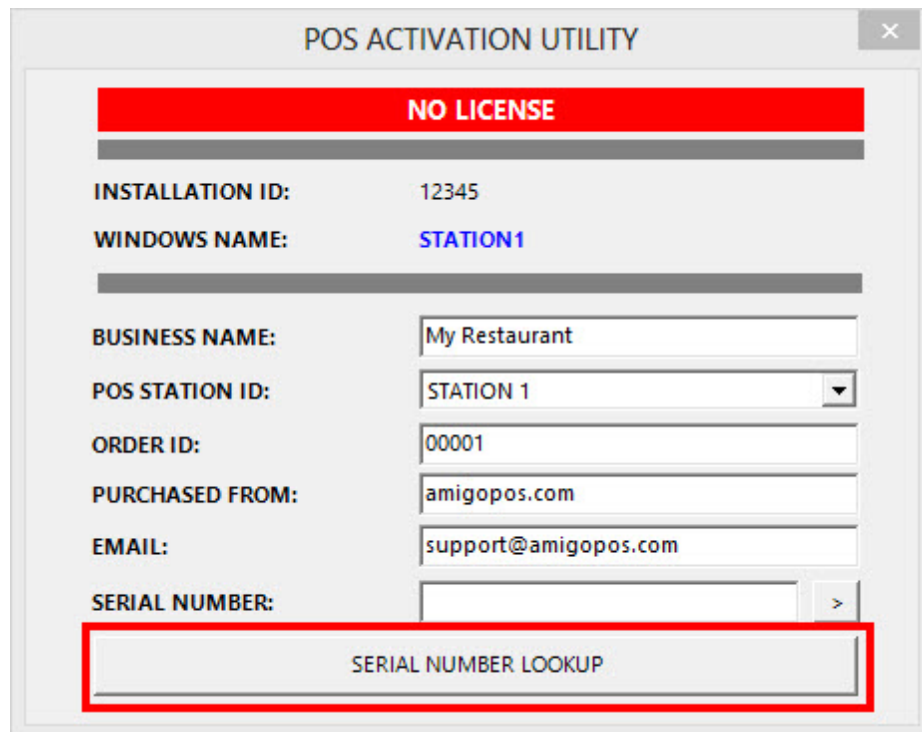 POS ACTIVATION UTILITY
×
NO LICENSE
INSTALLATION ID: 12345
WINDOWS NAME: STATION1
BUSINESS NAME: My Restaurant
POS STATION ID: STATION 1
ORDER ID: 00001
PURCHASED FROM: amigopos.com
EMAIL: support@amigopos.com
SERIAL NUMBER: >
SERIAL NUMBER LOOKUP